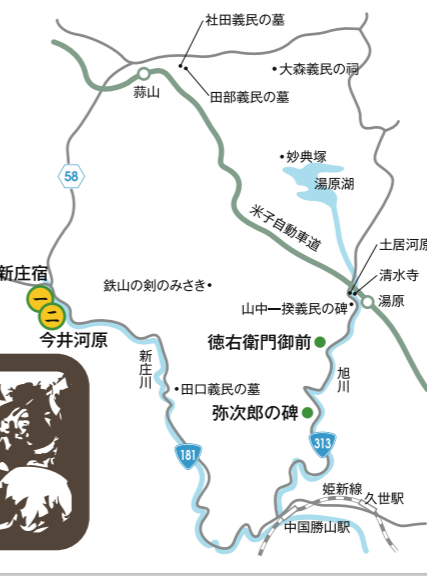 社田義民の墓
大森義民の祠
蒜山
田部義民の墓
58
妙典塚
湯原湖
米子自動車道
土居河原
新庄宿
清水寺
鉄山の剣のみさき
湯原
一
山中一揆義民の碑
二
今井河原
徳右衛門御前
新庄川
旭川
田口義民の墓
弥次郎の碑
181
313
姫新線
久世駅
中国勝山駅